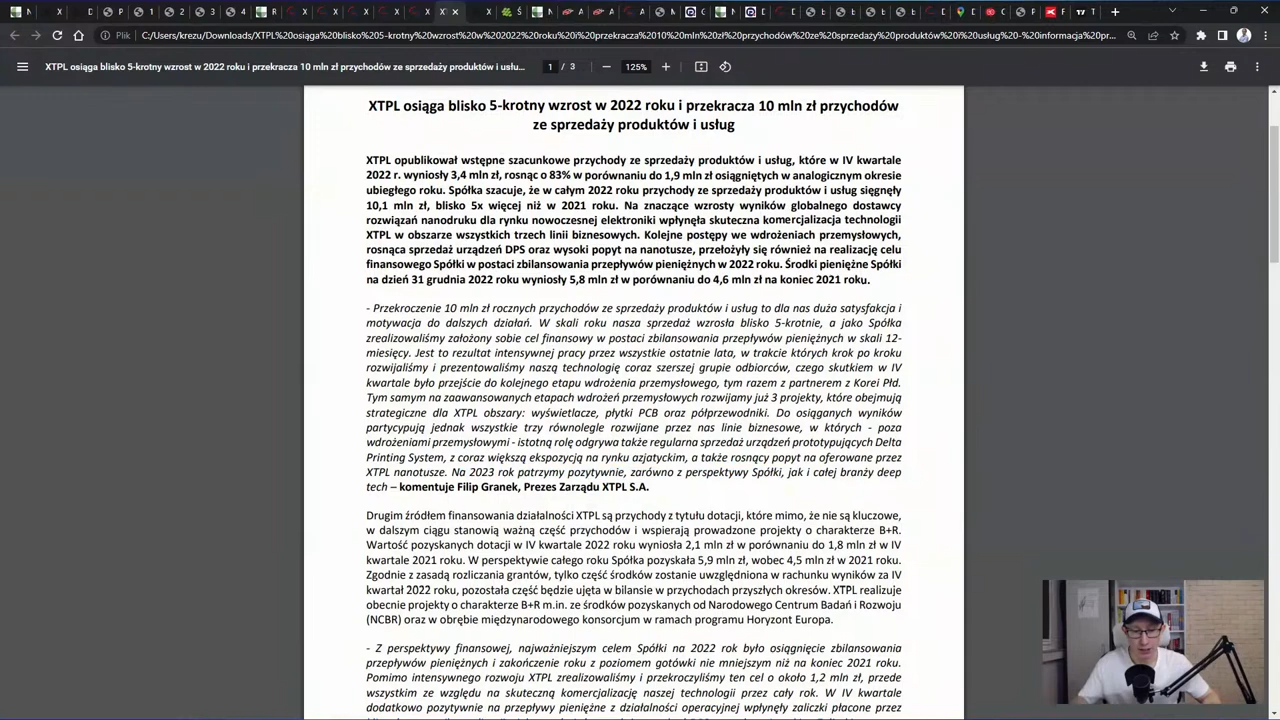 Plik
C:/Users/krezu/Downloads/XTPL%20osiąga%20blisko%205-krotny%20wzrost%20w%202022%20roku%20i%20przekracza%2010%20mln%20zł%20przychodów%20ze%20sprzedaży%20produktów%20i%20usług%20-%20informacja%20pr...
XTPL osiąga blisko 5-krotny wzrost w 2022 roku i przekracza 10 mln zł przychodów ze sprzedaży produktów i usłu...
1 / 3
125%
XTPL osiąga blisko 5-krotny wzrost w 2022 roku i przekracza 10 mln zł przychodów
ze sprzedaży produktów i usług
XTPL opublikował wstępne szacunkowe przychody ze sprzedaży produktów i usług, które w IV kwartale
2022 r. wyniosły 3,4 mln zł, rosnąc o 83% w porównaniu do 1,9 mln zł osiągniętych w analogicznym okresie
ubiegłego roku. Spółka szacuje, że w całym 2022 roku przychody ze sprzedaży produktów i usług sięgnęły
10,1 mln zł, blisko 5x więcej niż w 2021 roku. Na znaczące wzrosty wyników globalnego dostawcy
rozwiązań nanodruku dla rynku nowoczesnej elektroniki wpłynęła skuteczna komercjalizacja technologii
XTPL w obszarze wszystkich trzech linii biznesowych. Kolejne postępy we wdrożeniach przemysłowych,
rosnąca sprzedaż urządzeń DPS oraz wysoki popyt na nanotusze, przełożyły się również na realizację celu
finansowego Spółki w postaci zbilansowania przepływów pieniężnych w 2022 roku. Środki pieniężne Spółki
na dzień 31 grudnia 2022 roku wyniosły 5,8 mln zł w porównaniu do 4,6 mln zł na koniec 2021 roku.
- Przekroczenie 10 mln zł rocznych przychodów ze sprzedaży produktów i usług to dla nas duża satysfakcja i
motywacja do dalszych działań. W skali roku nasza sprzedaż wzrosła blisko 5-krotnie, a jako Spółka
zrealizowaliśmy założony sobie cel finansowy w postaci zbilansowania przepływów pieniężnych w skali 12-
miesięcy. Jest to rezultat intensywnej pracy przez wszystkie ostatnie lata, w trakcie których krok po kroku
rozwijaliśmy i prezentowaliśmy naszą technologię coraz szerszej grupie odbiorców, czego skutkiem w IV
kwartale było przejście do kolejnego etapu wdrożenia przemysłowego, tym razem z partnerem z Korei Płd.
Tym samym na zaawansowanych etapach wdrożeń przemysłowych rozwijamy już 3 projekty, które obejmują
strategiczne dla XTPL obszary: wyświetlacze, płytki PCB oraz półprzewodniki. Do osiąganych wyników
partycypują jednak wszystkie trzy równolegle rozwijane przez nas linie biznesowe, w których - poza
wdrożeniami przemysłowymi - istotną rolę odgrywa także regularna sprzedaż urządzeń prototypujących Delta
Printing System, z coraz większą ekspozycją na rynku azjatyckim, a także rosnący popyt na oferowane przez
XTPL nanotusze. Na 2023 rok patrzymy pozytywnie, zarówno z perspektywy Spółki, jak i całej branży deep
tech – komentuje Filip Granek, Prezes Zarządu XTPL S.A.
Drugim źródłem finansowania działalności XTPL są przychody z tytułu dotacji, które mimo, że nie są kluczowe,
w dalszym ciągu stanowią ważną część przychodów i wspierają prowadzone projekty o charakterze B+R.
Wartość pozyskanych dotacji w IV kwartale 2022 roku wyniosła 2,1 mln zł w porównaniu do 1,8 mln zł w IV
kwartale 2021 roku. W perspektywie całego roku Spółka pozyskała 5,9 mln zł, wobec 4,5 mln zł w 2021 roku.
Zgodnie z zasadą rozliczania grantów, tylko część środków zostanie uwzględniona w rachunku wyników za IV
kwartał 2022 roku, pozostała część będzie ujęta w bilansie w przychodach przyszłych okresów. XTPL realizuje
obecnie projekty o charakterze B+R m.in. ze środków pozyskanych od Narodowego Centrum Badań i Rozwoju
(NCBR) oraz w obrębie międzynarodowego konsorcjum w ramach programu Horyzont Europa.
- Z perspektywy finansowej, najważniejszym celem Spółki na 2022 rok było osiągnięcie zbilansowania
przepływów pieniężnych i zakończenie roku z poziomem gotówki nie mniejszym niż na koniec 2021 roku.
Pomimo intensywnego rozwoju XTPL zrealizowaliśmy i przekroczyliśmy ten cel o około 1,2 mln zł, przede
wszystkim ze względu na skuteczną komercjalizację naszej technologii przez cały rok. W IV kwartale
dodatkowo pozytywnie na przepływy pieniężne z działalności operacyjnej wpłynęły zaliczki płacone przez